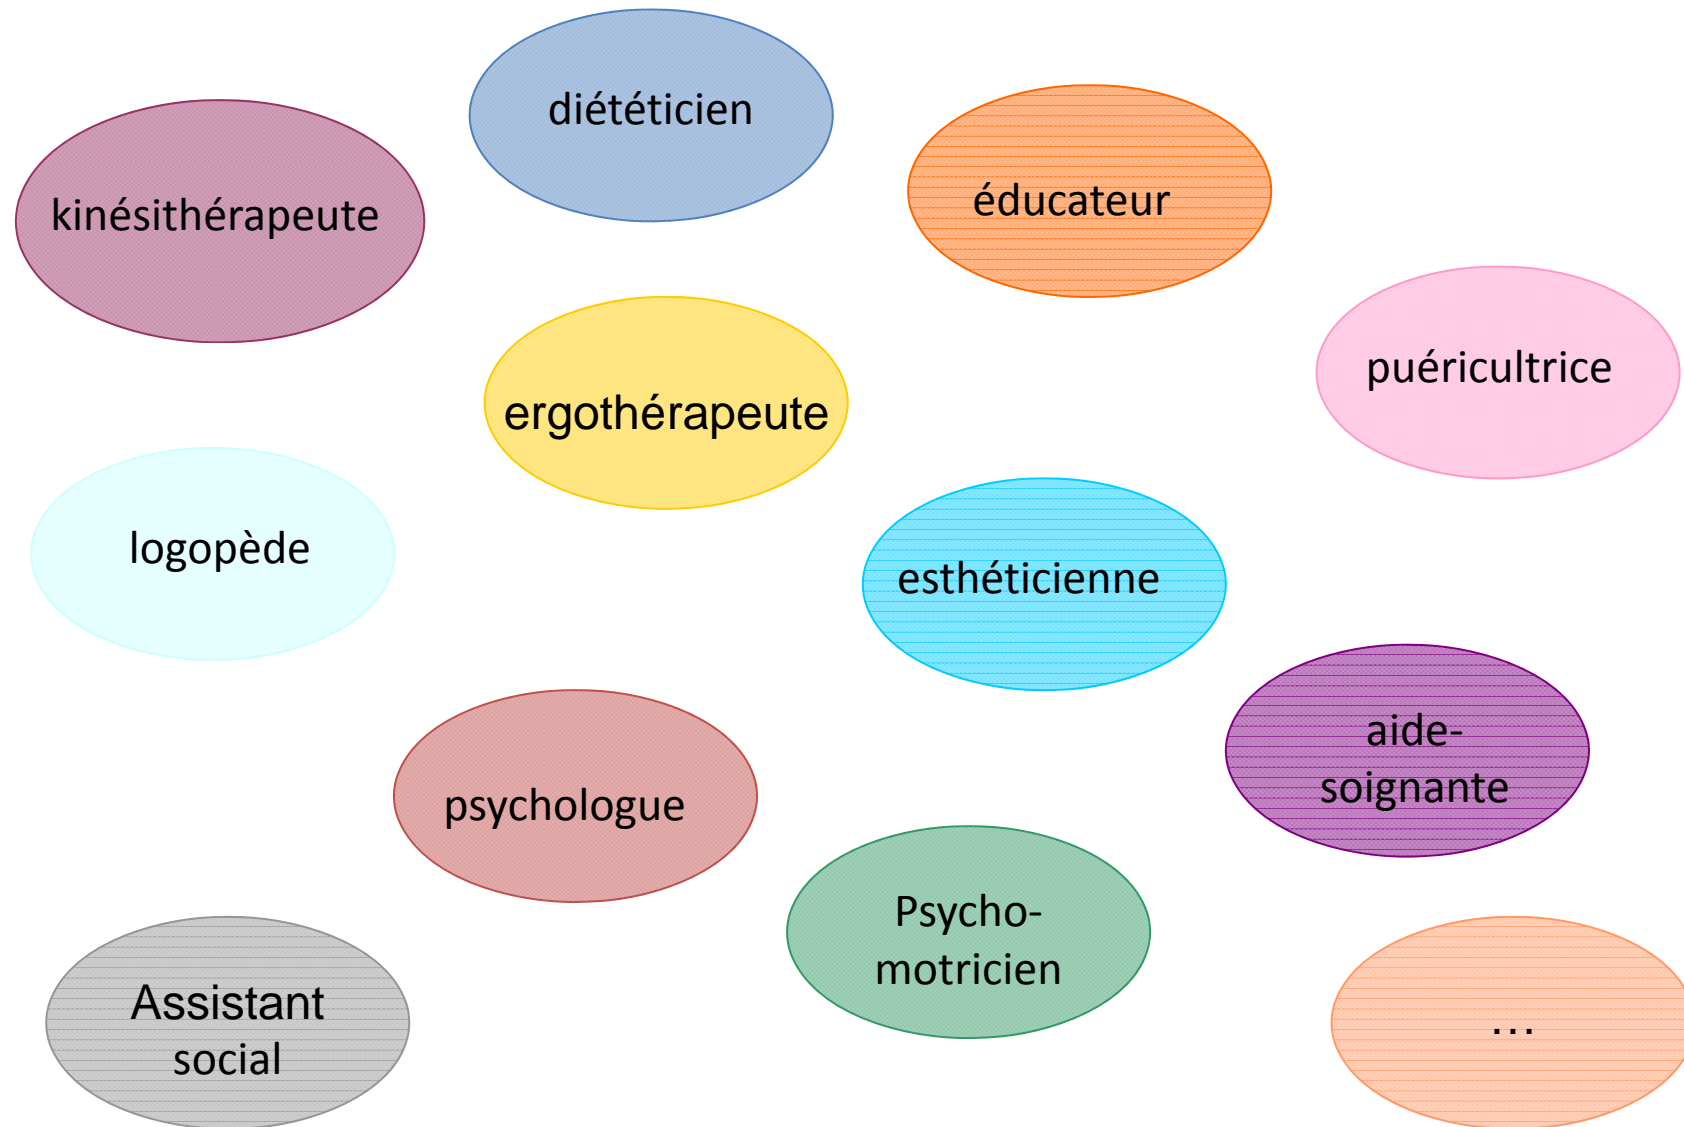 diététicien
kinésithérapeute
éducateur
puéricultrice
ergothérapeute
logopède
esthéticienne
aide-
soignante
psychologue
Psycho-
motricien
Assistant
social
…